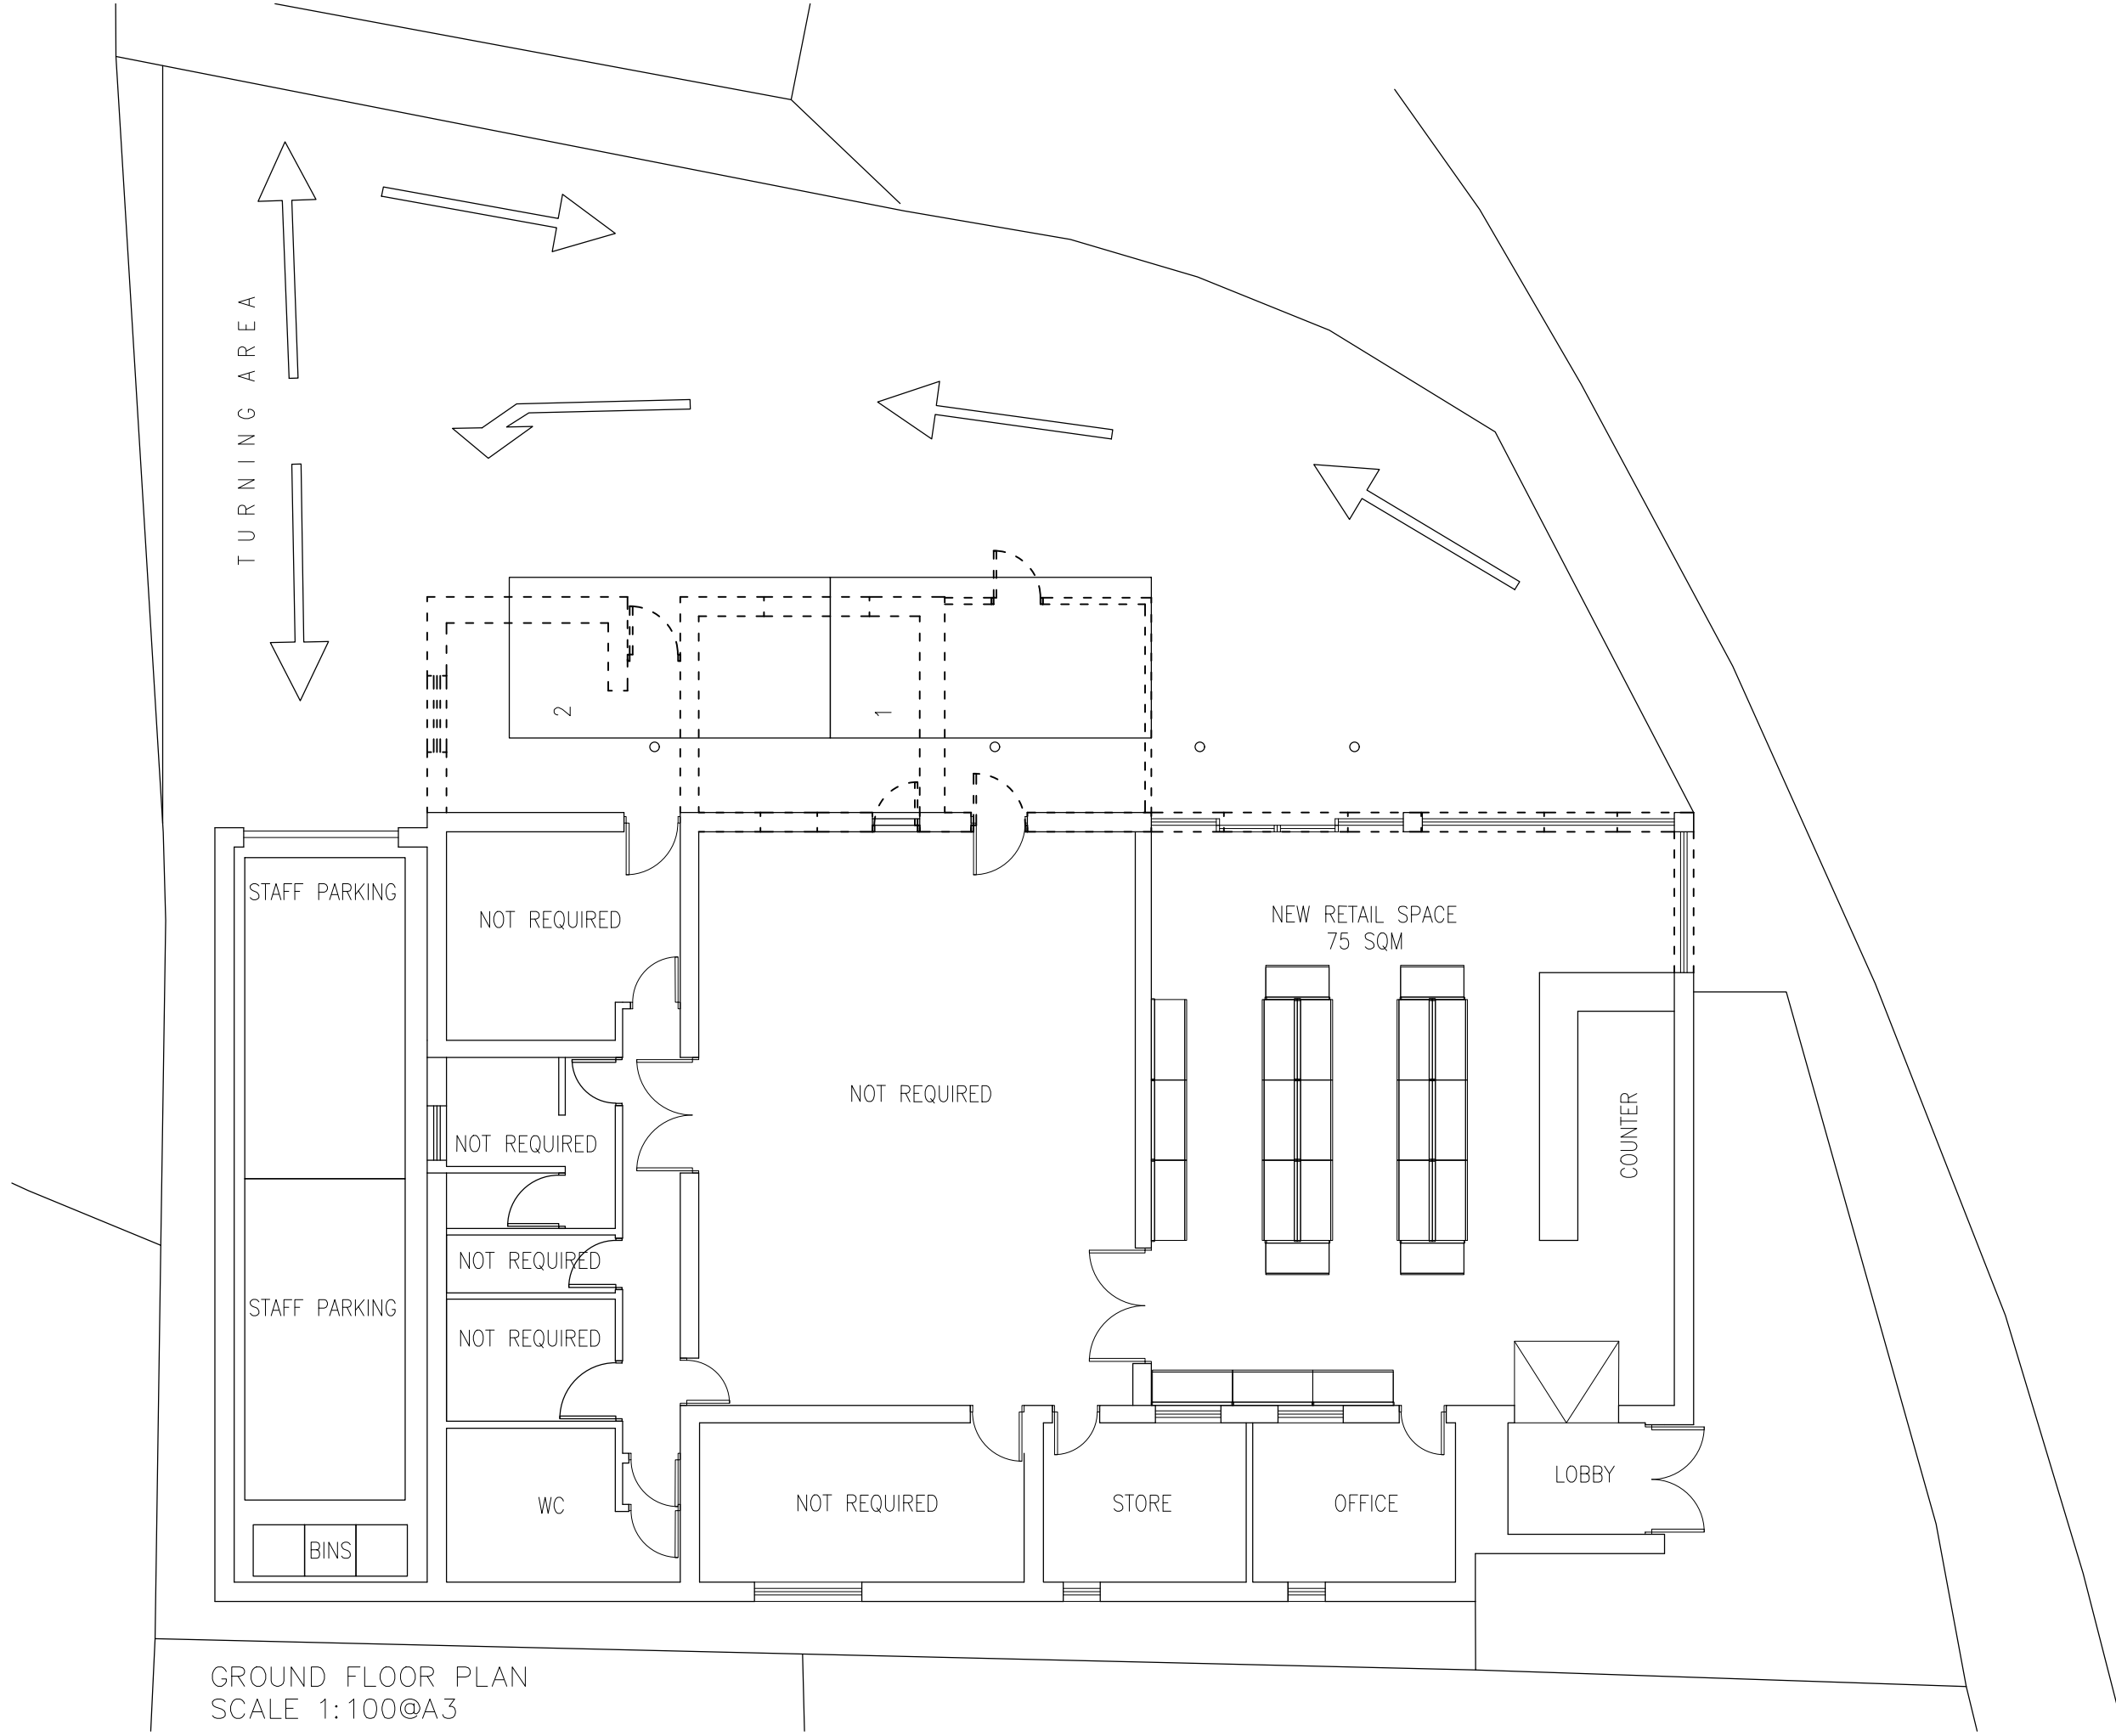 TURNING AREA
2
1
STAFF PARKING
NOT REQUIRED
NEW RETAIL SPACE
75 SQM
NOT REQUIRED
COUNTER
NOT REQUIRED
NOT REQUIRED
STAFF PARKING
NOT REQUIRED
LOBBY
WC
NOT REQUIRED
STORE
OFFICE
BINS
GROUND FLOOR PLAN
SCALE 1:100@A3